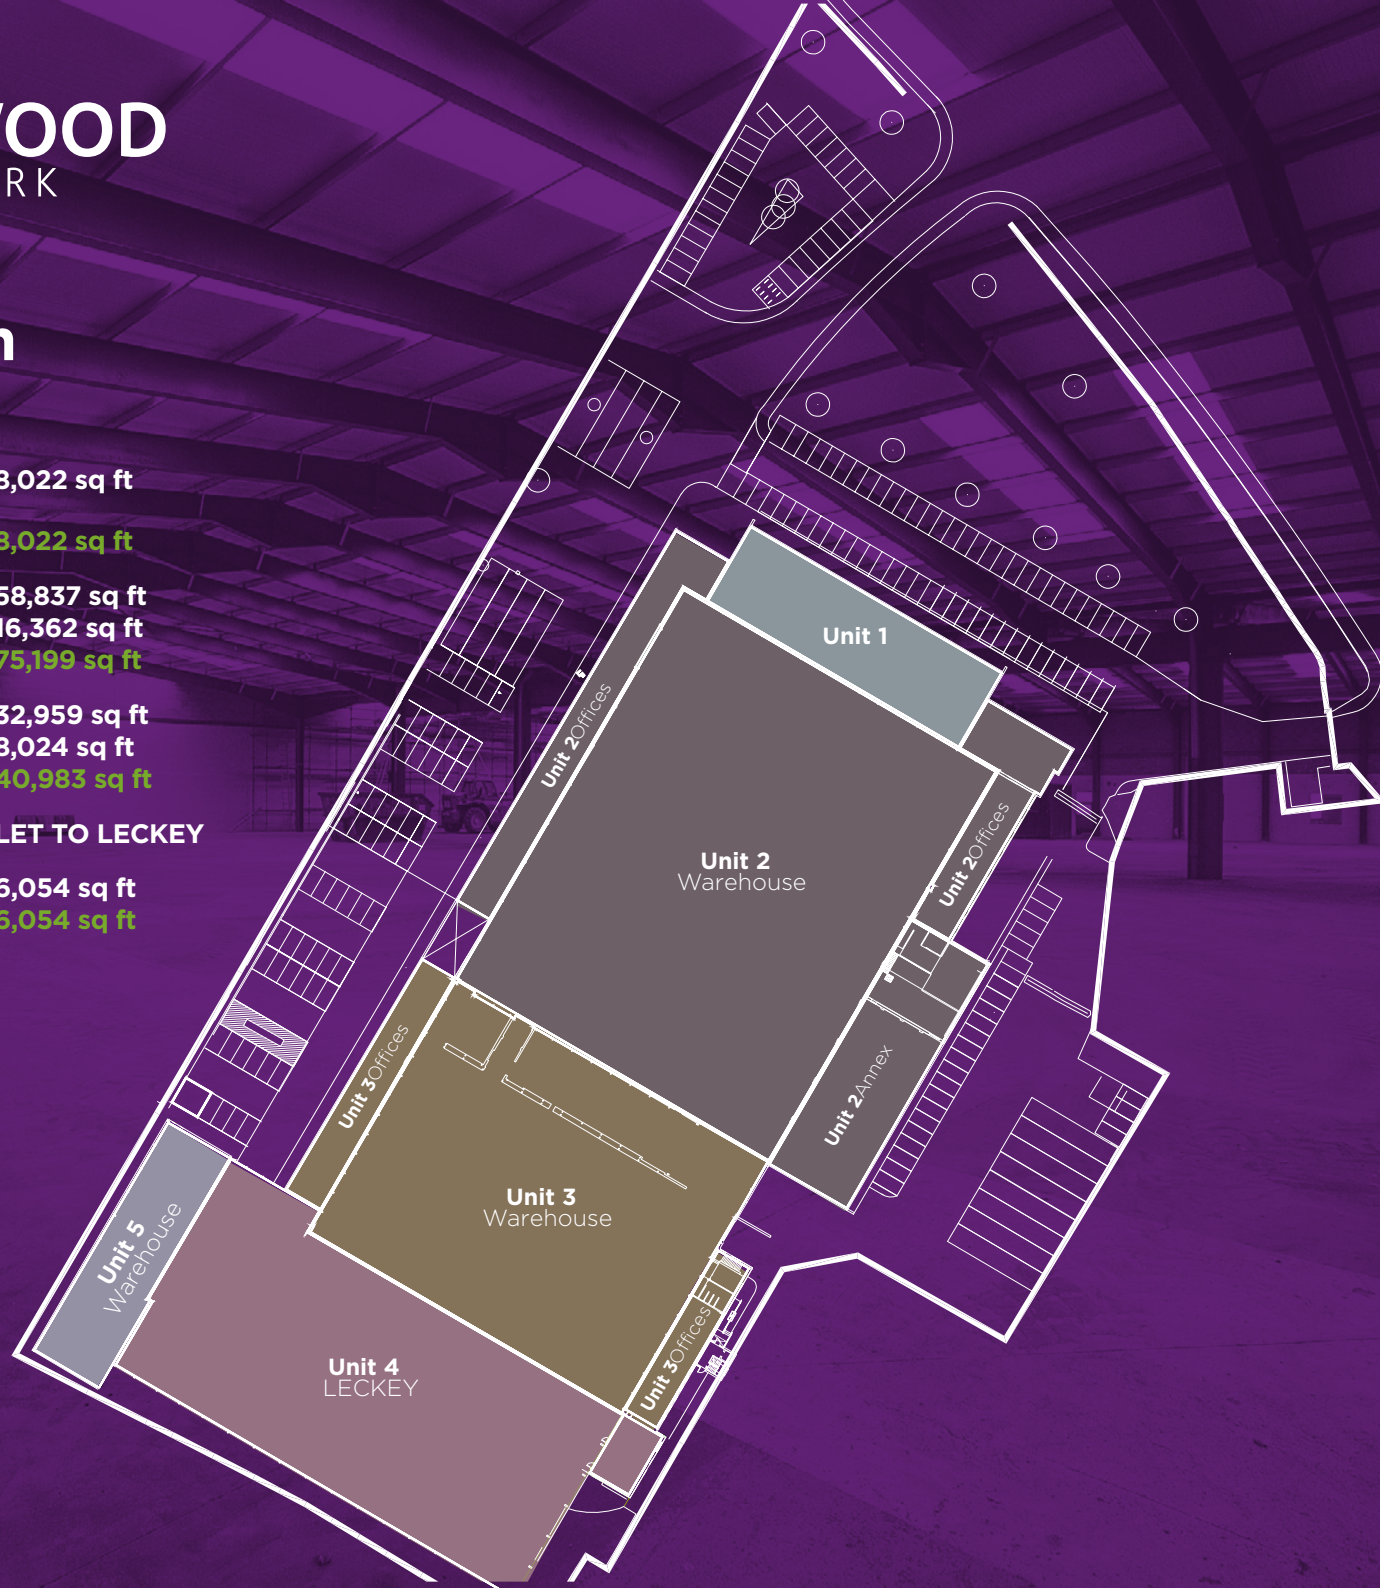 WOOD
RK
n
8,022 sq ft
8,022 sq ft
58,837 sq ft
16,362 sq ft
75,199 sq ft
32,959 sq ft
8,024 sq ft
40,983 sq ft
LET TO LECKEY
6,054 sq ft
6,054 sq ft
Unit 1
Unit 2 Offices
Unit 2
Warehouse
Unit 2 Offices
Unit 2 Annex
Unit 3 Offices
Unit 3
Warehouse
Unit 3 Offices
Unit 5
Warehouse
Unit 4
LECKEY